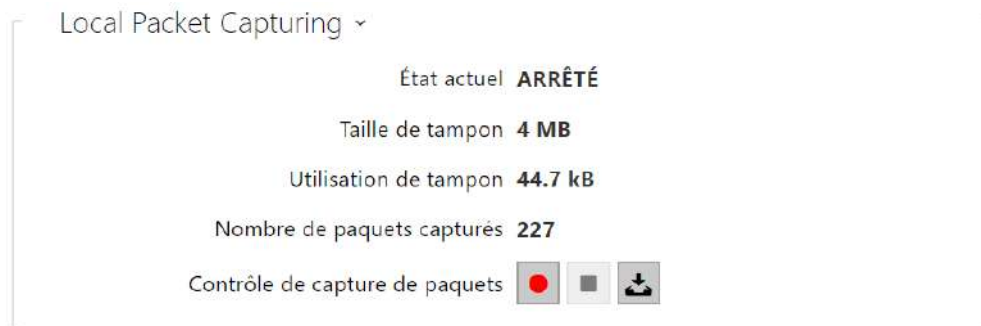 Local Packet Capturing
État actuel ARRÊTÉ
Taille de tampon 4 MB
Utilisation de tampon 44.7 kB
Nombre de paquets capturés 227
Contrôle de capture de paquets